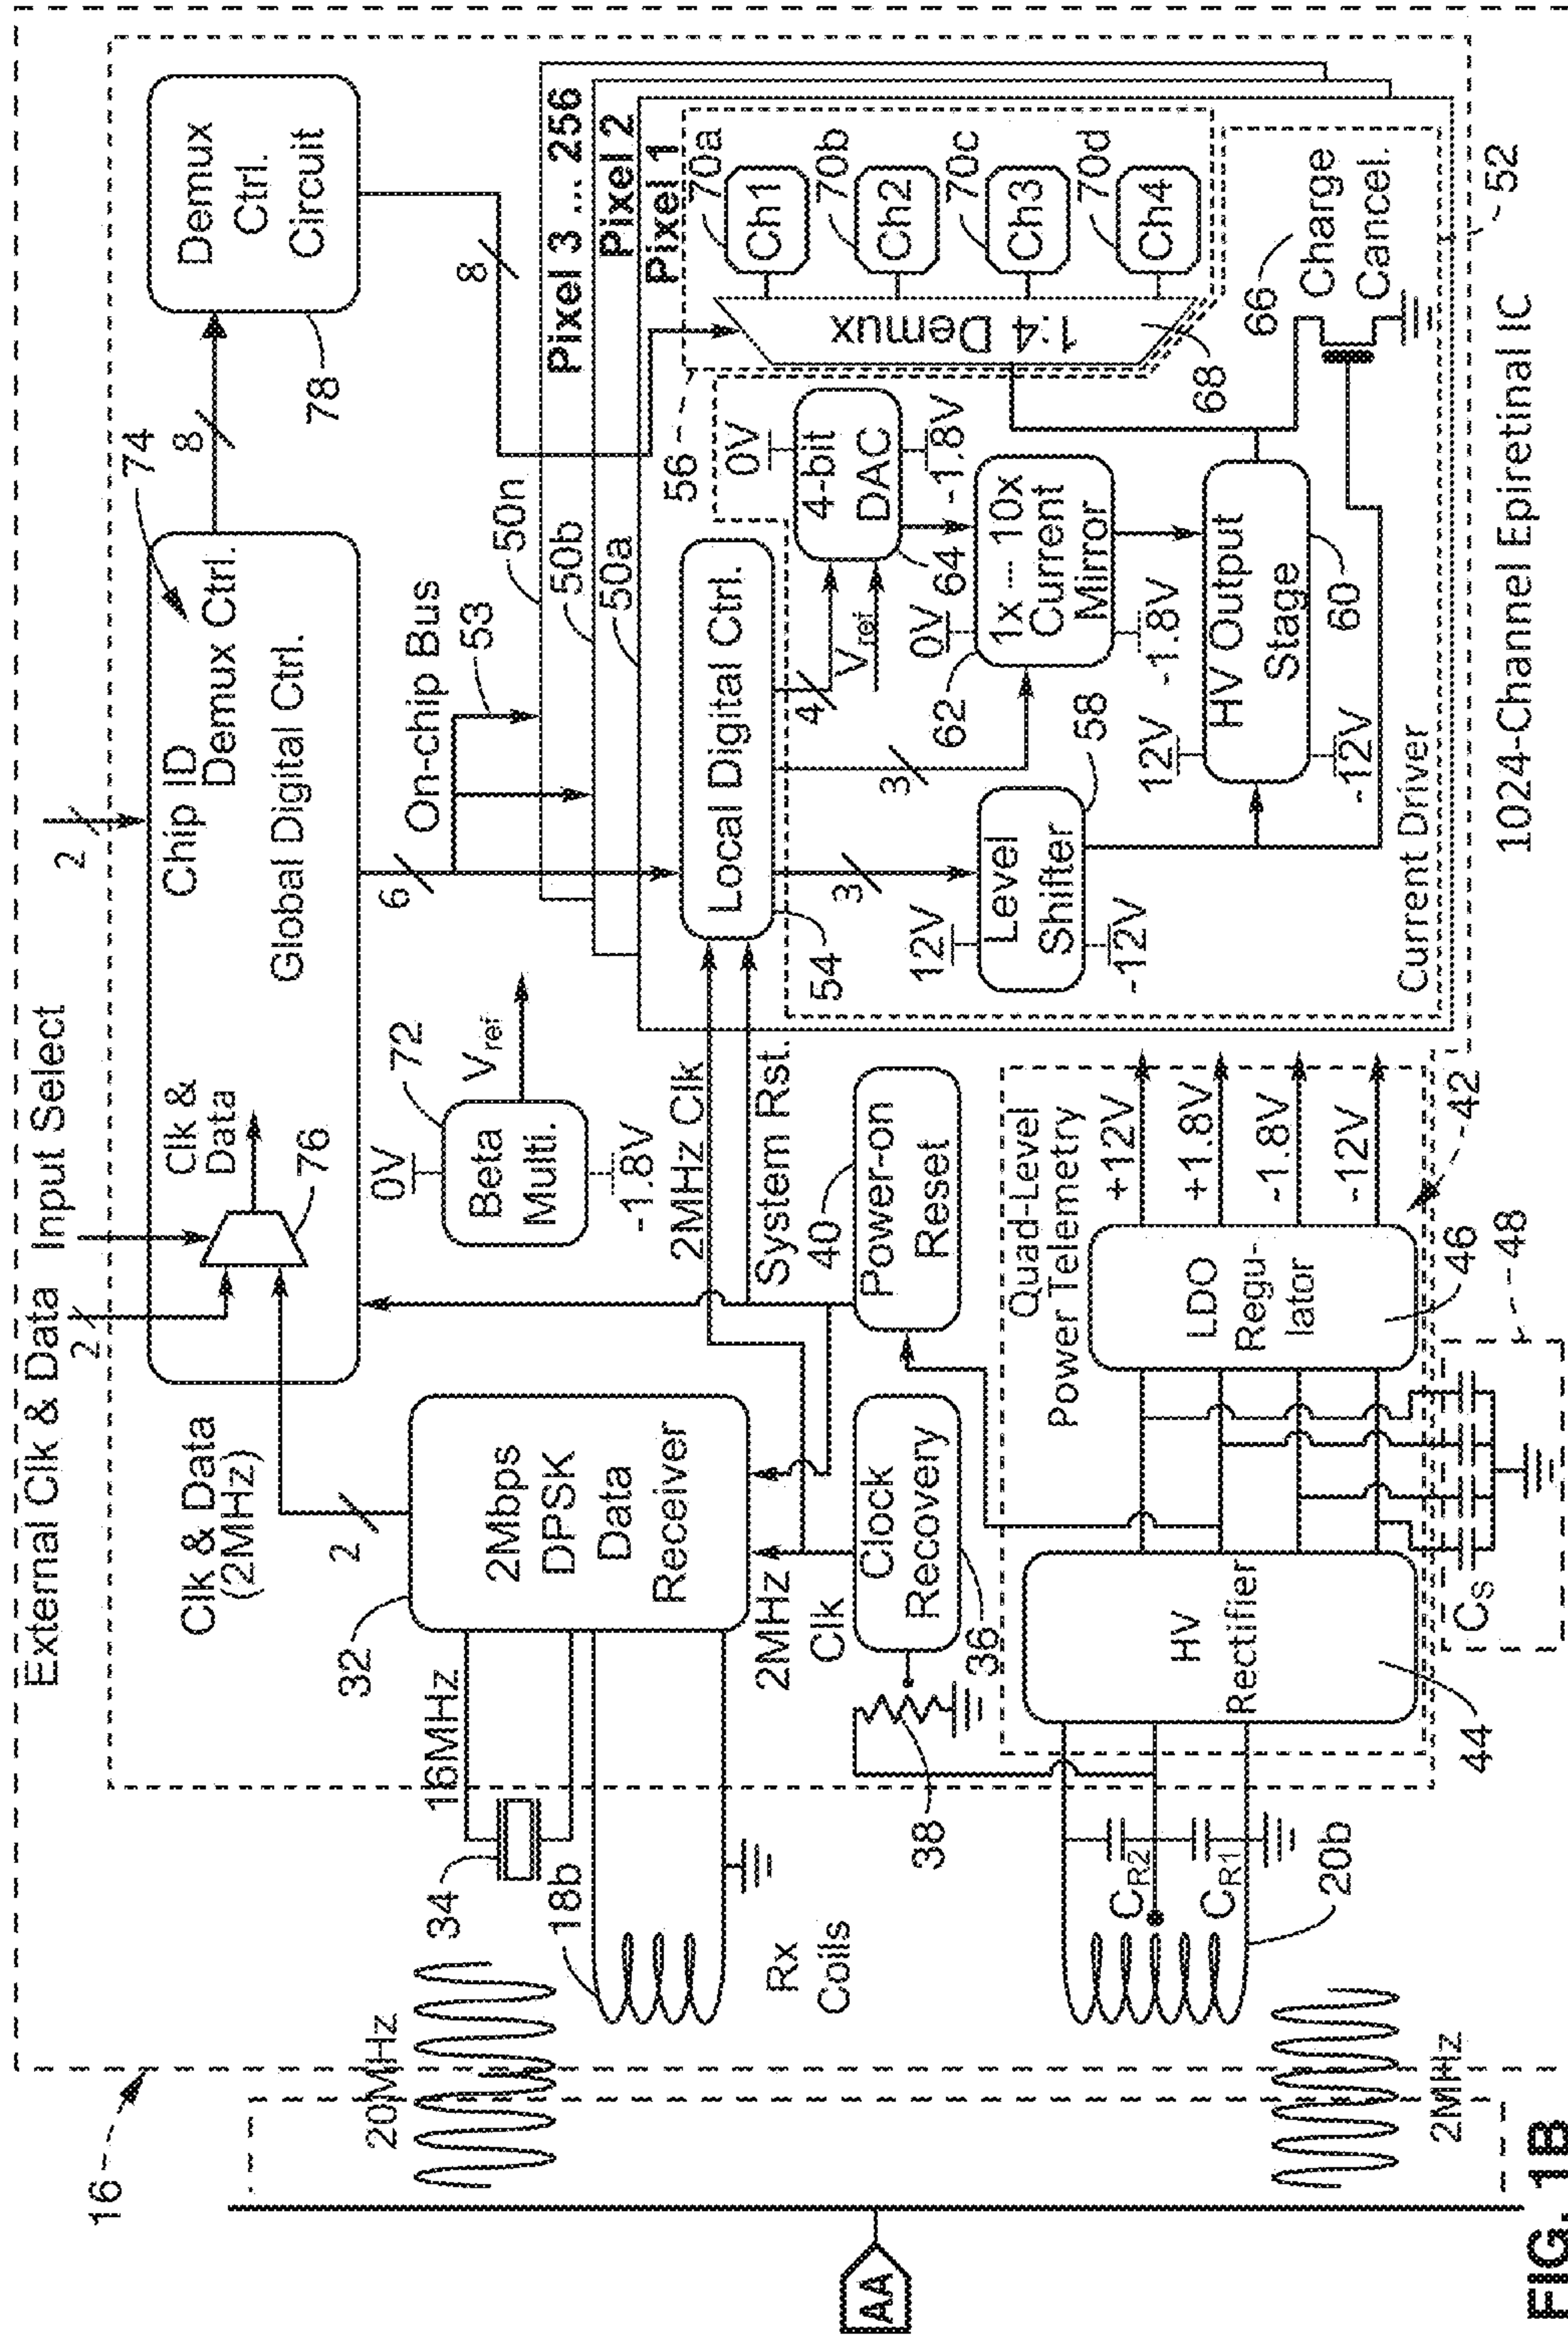 16
External Clk & Data
Input Select
2
2
20MHz
34
16MHz
32
Clk & Data
(2MHz)
2
2Mbps
DPSK
Data
Receiver
18b
Rx
Coils
Clk &
Data
76
Chip ID
Demux Ctrl.
Global Digital Ctrl.
74
8
Demux
Ctrl.
Circuit
78
8
72
0V
Beta
Multi.
-1.8V
Vref
6
On-chip Bus
53
50n
50b
50a
Pixel 3 ... 256
Pixel 2
Pixel 1
2MHz Clk
System Rst.
2MHz
Clk
Clock
Recovery
36
38
40
Power-on
Reset
Local Digital Ctrl.
54
3
3
4
Vref
56
0V
4-bit
DAC
-1.8V
64
62
0V
1x ---- 10x
Current
Mirror
-1.8V
12V
Level
Shifter
-12V
58
12V
HV Output
Stage
-12V
60
1:4 Demux
68
70a
Ch1
70b
Ch2
70c
Ch3
70d
Ch4
66
Charge
Cancel.
Current Driver
52
Quad-Level
Power Telemetry
CR2
CR1
20b
HV
Rectifier
44
LDO
Regu-
lator
46
+12V
+1.8V
-1.8V
-12V
42
Cs
48
2MHz
1024-Channel Epiretinal IC
AA
FIG. 1B